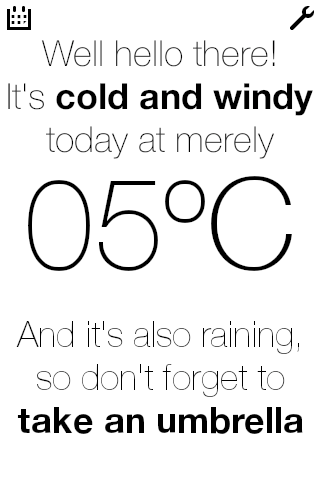 Well hello there!
It's cold and windy
today at merely
05ºC
And it's also raining,
so don't forget to
take an umbrella